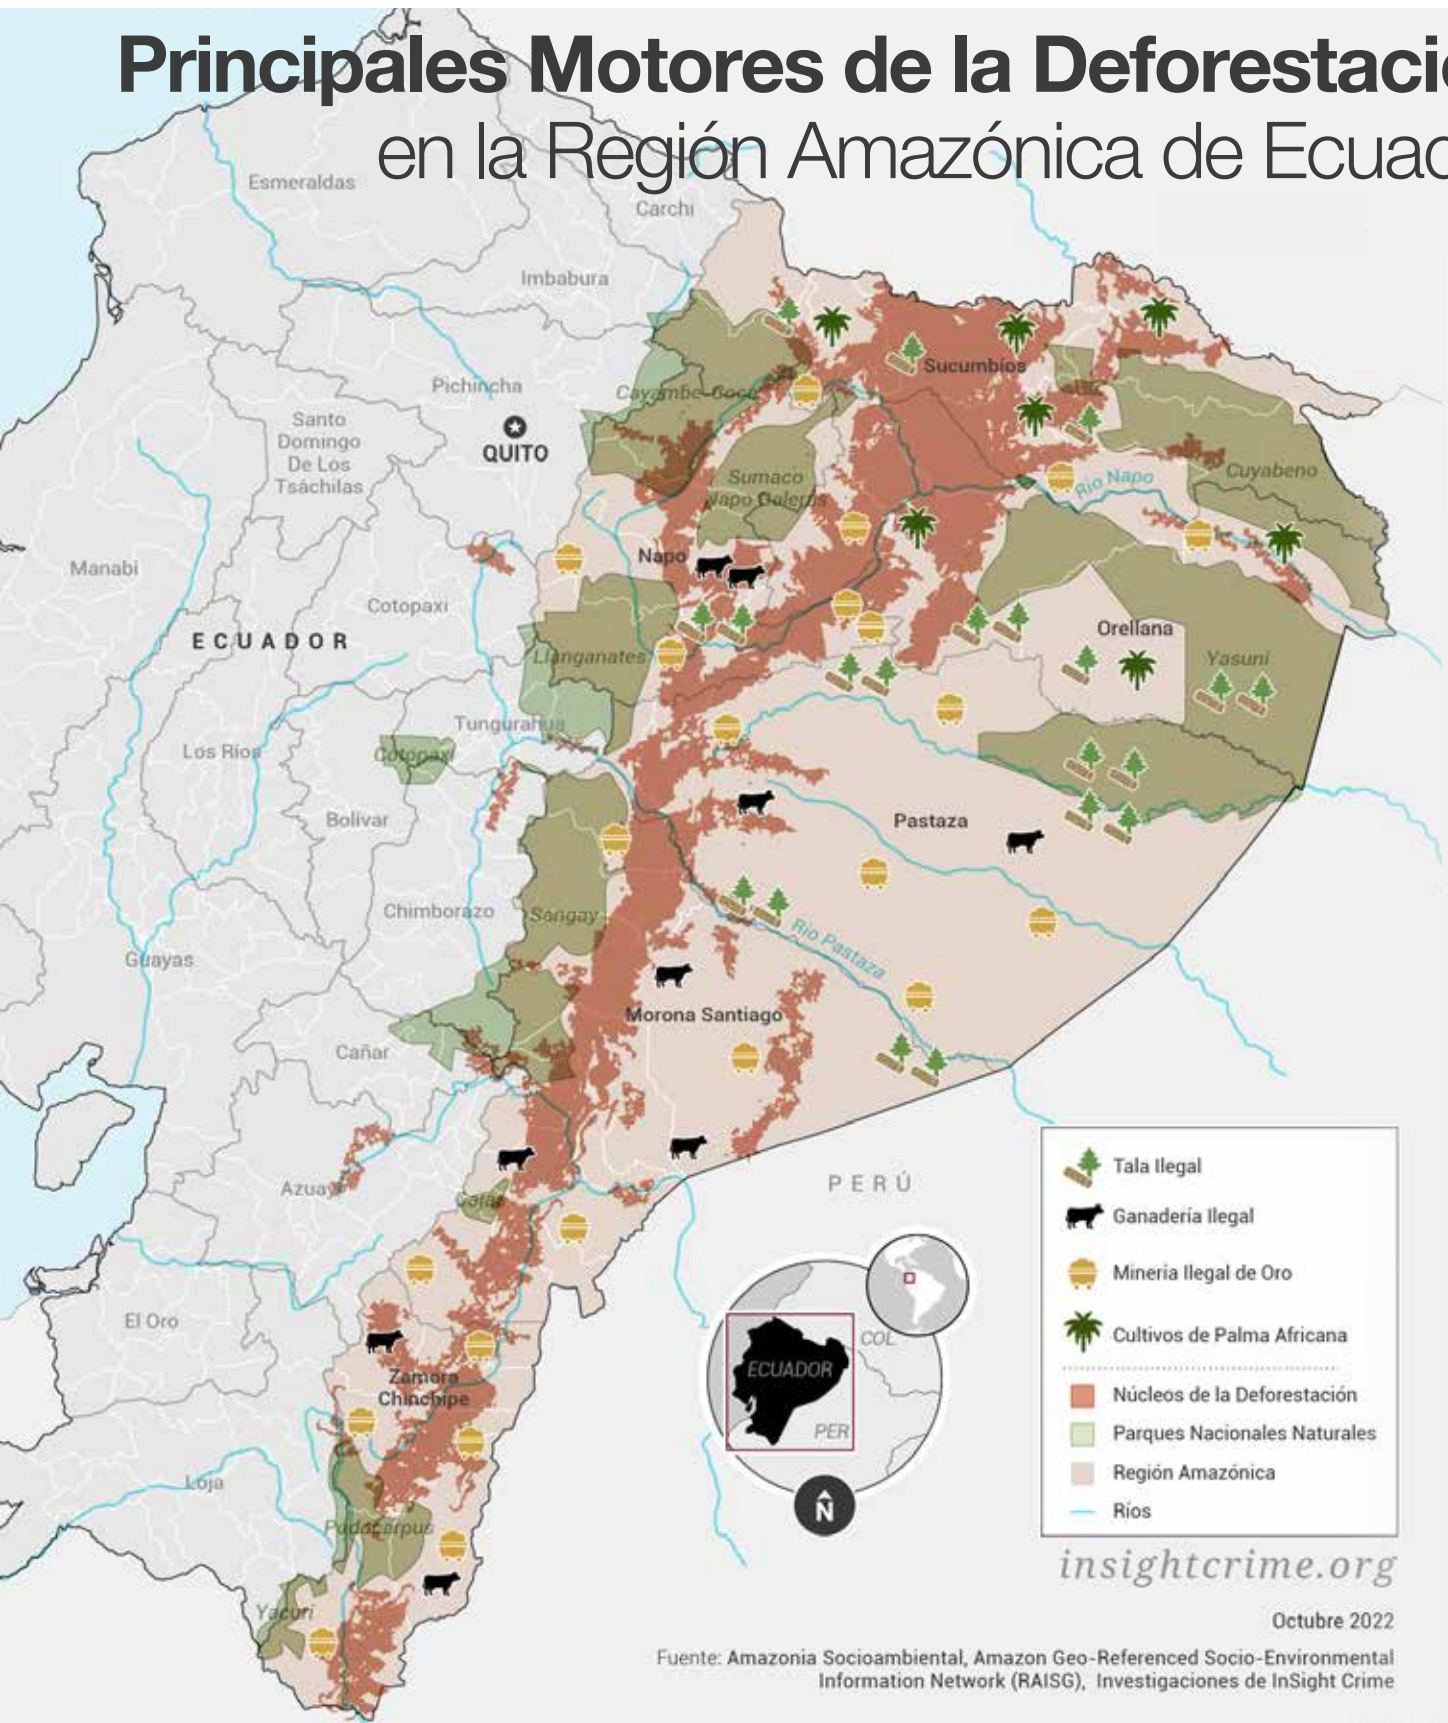 Principales Motores de la Deforestació
en la Región Amazónica de Ecuad
Esmeraldas
Carchi
Imbabura
Pichincha
Cayambe-Coca
Sucumbíos
Santo
Domingo
De Los
Tsáchilas
QUITO
Sumaco
Napo Galeras
Río Napo
Cuyabeno
Manabi
Napo
Cotopaxi
ECUADOR
Orellana
Llanganates
Yasuni
Tungurahua
Los Rios
Cotopaxi
Bolívar
Pastaza
Chimborazo
Sangay
Río Pastaza
Guayas
Morona Santiago
Cañar
Azuay
PERÚ
Cajas
El Oro
Zamora
Chinchipe
Loja
Podocarpus
Yacuri
COL
ECUADOR
PER
N
Tala Ilegal
Ganadería Ilegal
Minería Ilegal de Oro
Cultivos de Palma Africana
Núcleos de la Deforestación
Parques Nacionales Naturales
Región Amazónica
Ríos
insightcrime.org
Octubre 2022
Fuente: Amazonia Socioambiental, Amazon Geo-Referenced Socio-Environmental
Information Network (RAISG), Investigaciones de InSight Crime